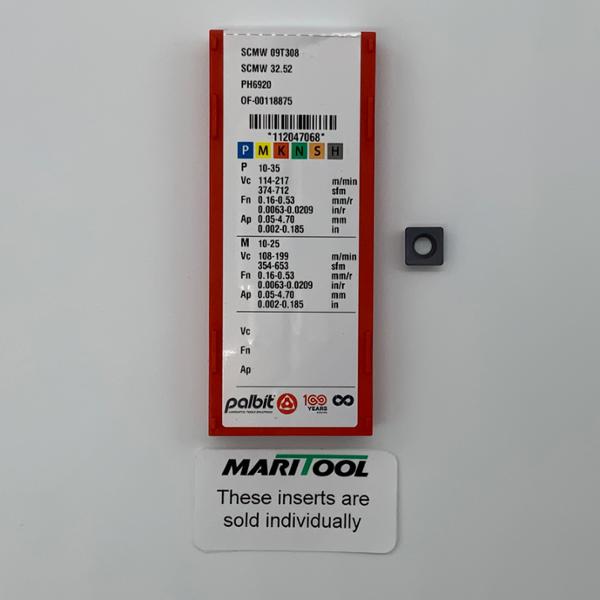 SCMW 09T308
SCMW 32.52
PH6920
OF-00118875
*112047068*
P M K N S H
P 10-35
Vc 114-217 m/min
374-712 sfm
Fn 0.16-0.53 mm/r
0.0063-0.0209 in/r
Ap 0.05-4.70 mm
0.002-0.185 in
M 10-25
Vc 108-199 m/min
354-653 sfm
Fn 0.16-0.53 mm/r
0.0063-0.0209 in/r
Ap 0.05-4.70 mm
0.002-0.185 in
Vc
Fn
Ap
palbit 100
YEARS
MARITOOL
These inserts are
sold individually